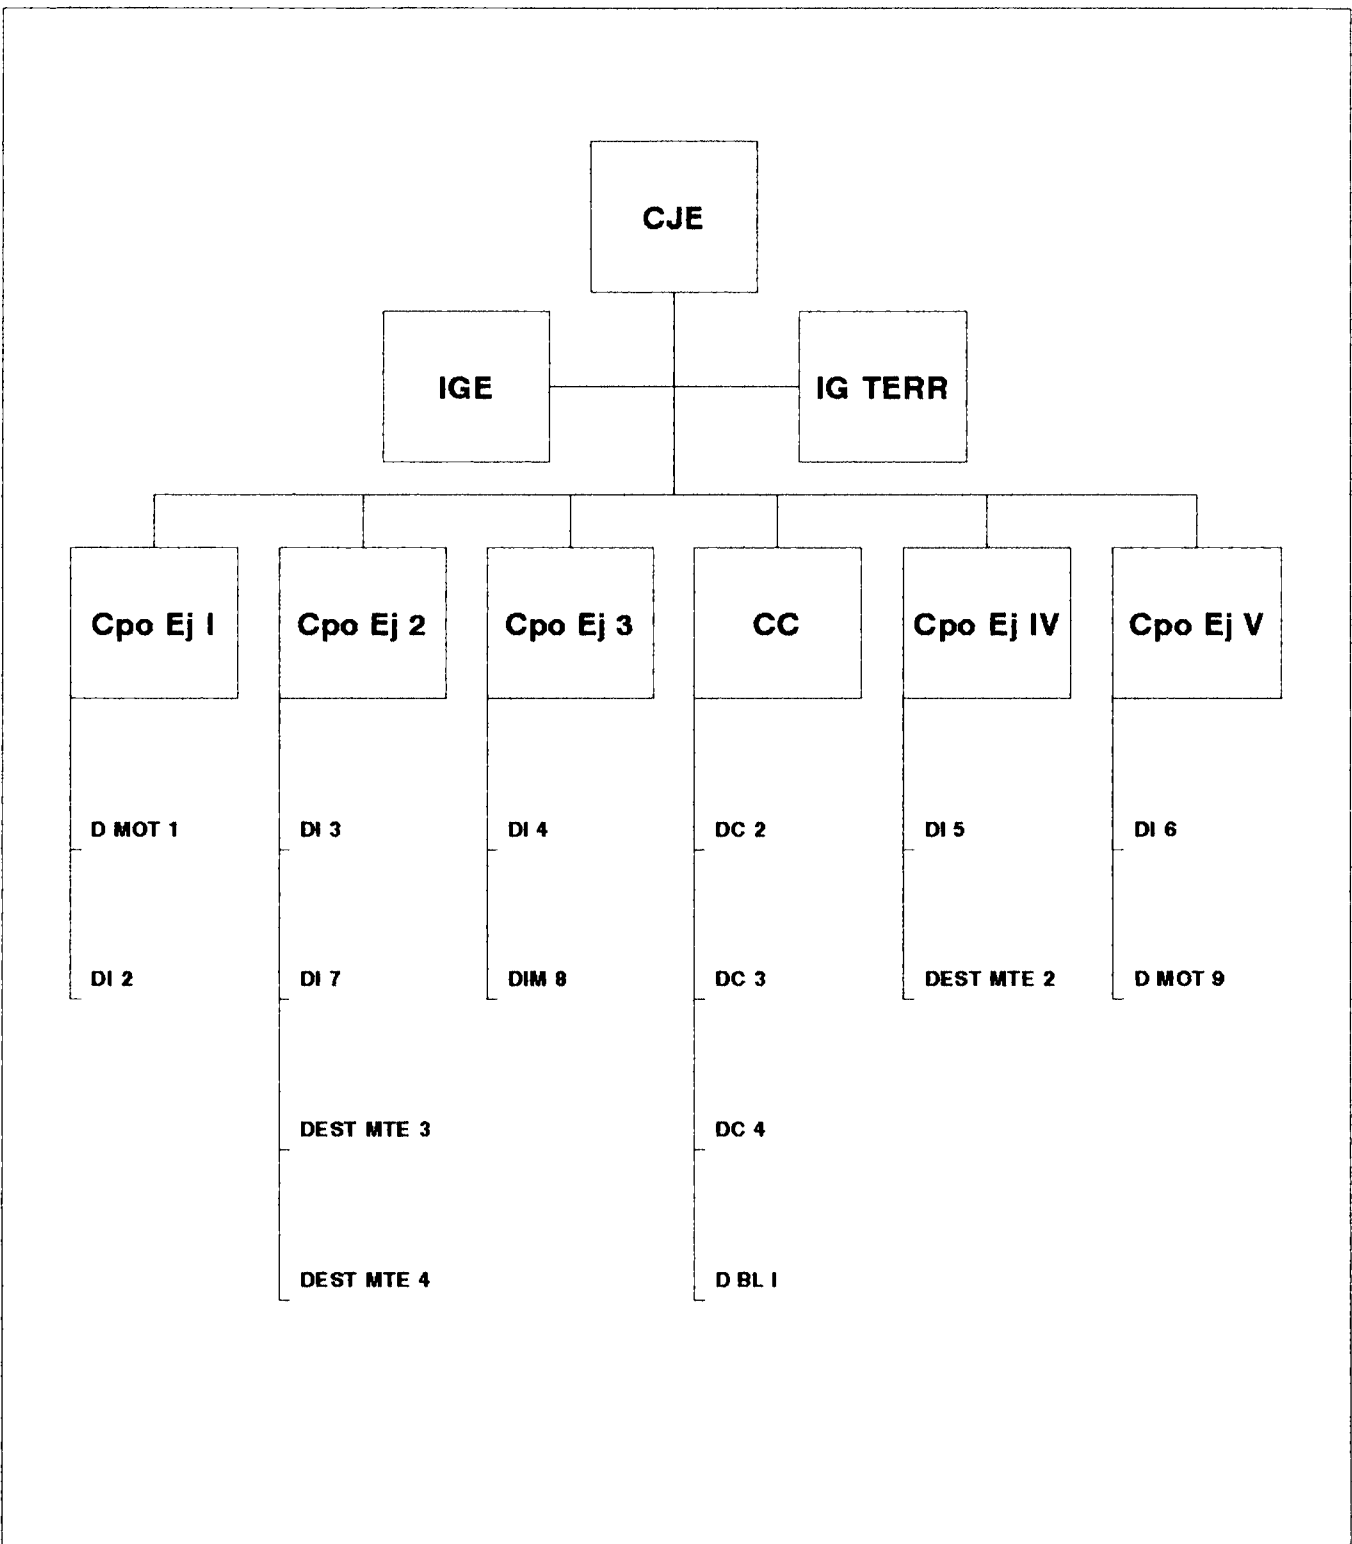 CJE
IGE
IG TERR
Cpo Ej I
Cpo Ej 2
Cpo Ej 3
CC
Cpo Ej IV
Cpo Ej V
D MOT 1
DI 3
DI 4
DC 2
DI 5
DI 6
DI 2
DI 7
DIM 8
DC 3
DEST MTE 2
D MOT 9
DEST MTE 3
DC 4
DEST MTE 4
D BL I